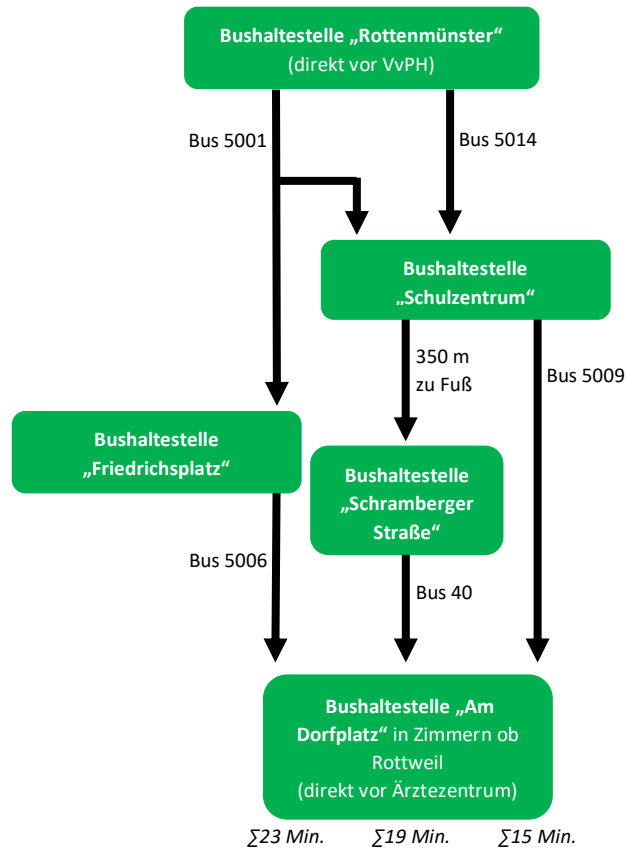 Bushaltestelle „Rottenmünster“
(direkt vor VvPH)
Bus 5001
Bus 5014
Bushaltestelle
„Schulzentrum“
350 m
zu Fuß
Bus 5009
Bushaltestelle
„Friedrichsplatz“
Bushaltestelle
„Schramberger
Straße“
Bus 5006
Bus 40
Bushaltestelle „Am
Dorfplatz“ in Zimmern ob
Rottweil
(direkt vor Ärztezentrum)
∑23 Min. ∑19 Min. ∑15 Min.